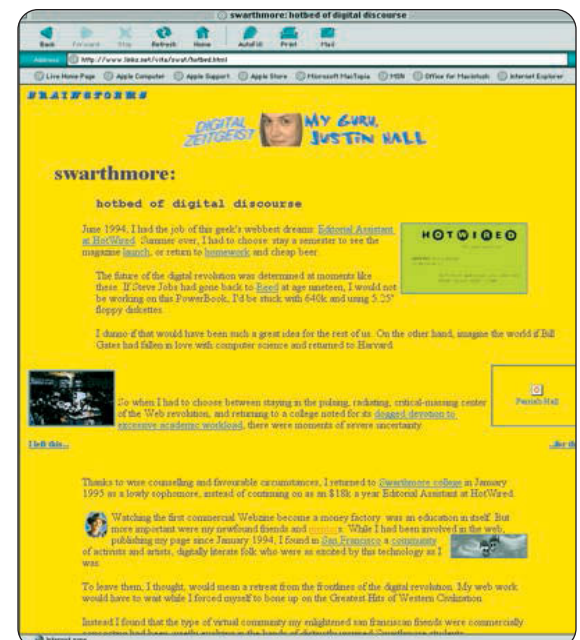 swarthmore: hotbed of digital discourse
Back Forward Stop Refresh Home AutoFill Print Mail
Address http://www.links.net/vita/swat/hotbed.html
Live Home Page Apple Computer Apple Support Apple Store Microsoft MacTopia MSN Office for Macintosh Internet Explorer
BRAINSTORMS
DIGITAL ZEITGEIST
MY GURU, JUSTIN HALL
swarthmore:
hotbed of digital discourse
June 1994, I had the job of this geek's webbest dreams: Editorial Assistant
at HotWired. Summer over, I had to choose: stay a semester to see the
magazine launch, or return to homework and cheap beer.
HOTWIRED
The future of the digital revolution was determined at moments like
these. If Steve Jobs had gone back to Reed at age nineteen, I would not
be working on this PowerBook, I'd be stuck with 640k and using 5.25"
floppy diskettes.
I dunno if that would have been such a great idea for the rest of us. On the other hand, imagine the world if Bill
Gates had fallen in love with computer science and returned to Harvard.
So when I had to choose between staying in the pulsing, radiating, critical-massing center
of the Web revolution, and returning to a college noted for its dogged devotion to
excessive academic workload, there were moments of severe uncertainty.
Parrish Hall
I left this...
...for th
Thanks to wise counselling and favourable circumstances, I returned to Swarthmore college in January
1995 as a lowly sophomore, instead of continuing on as an $18k a year Editorial Assistant at HotWired.
Watching the first commercial Webzine become a money factory was an education in itself. But
more important were my newfound friends and mentors. While I had been involved in the web,
publishing my page since January 1994, I found in San Francisco a community
of activists and artists, digitally literate folk who were as excited by this technology as I
was.
To leave them, I thought, would mean a retreat from the frontlines of the digital revolution. My web work
would have to wait while I forced myself to bone up on the Greatest Hits of Western Civilization.
Instead I found that the type of virtual community my enlightened san franciscan friends were commercially
Internet zone